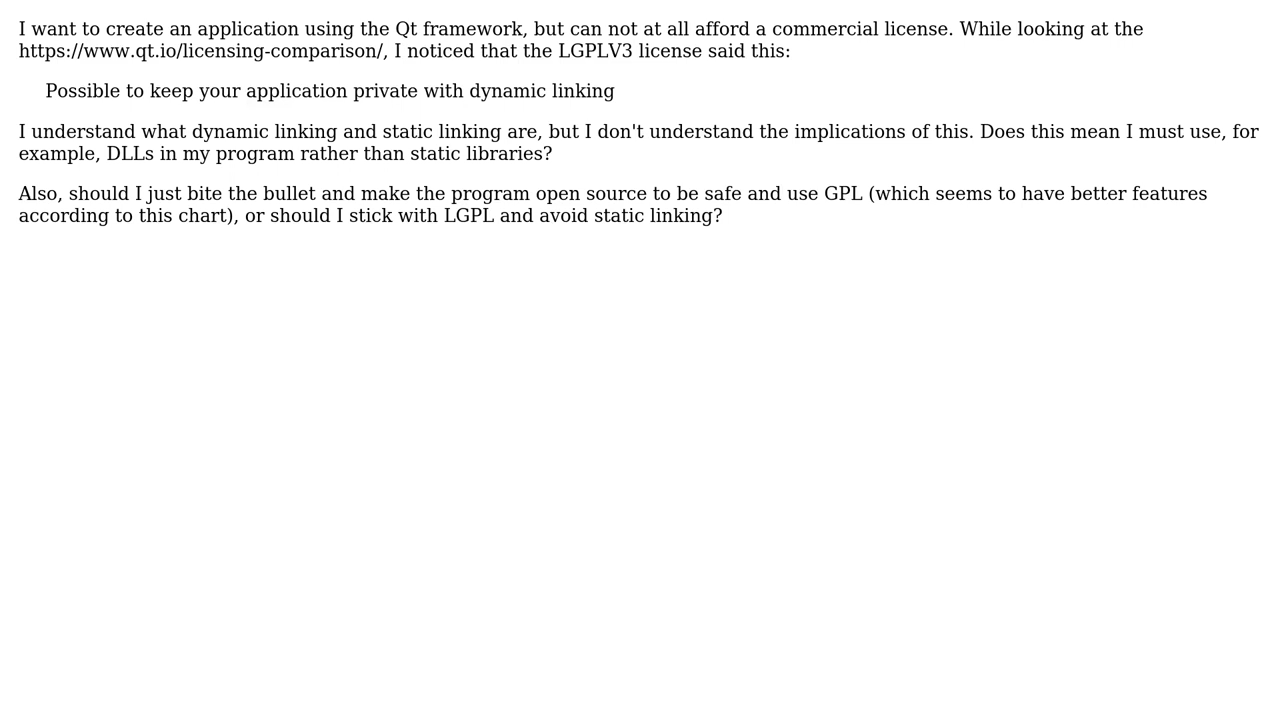 I want to create an application using the Qt framework, but can not at all afford a commercial license. While looking at the
https://www.qt.io/licensing-comparison/, I noticed that the LGPLV3 license said this:
Possible to keep your application private with dynamic linking
I understand what dynamic linking and static linking are, but I don't understand the implications of this. Does this mean I must use, for
example, DLLs in my program rather than static libraries?
Also, should I just bite the bullet and make the program open source to be safe and use GPL (which seems to have better features
according to this chart), or should I stick with LGPL and avoid static linking?